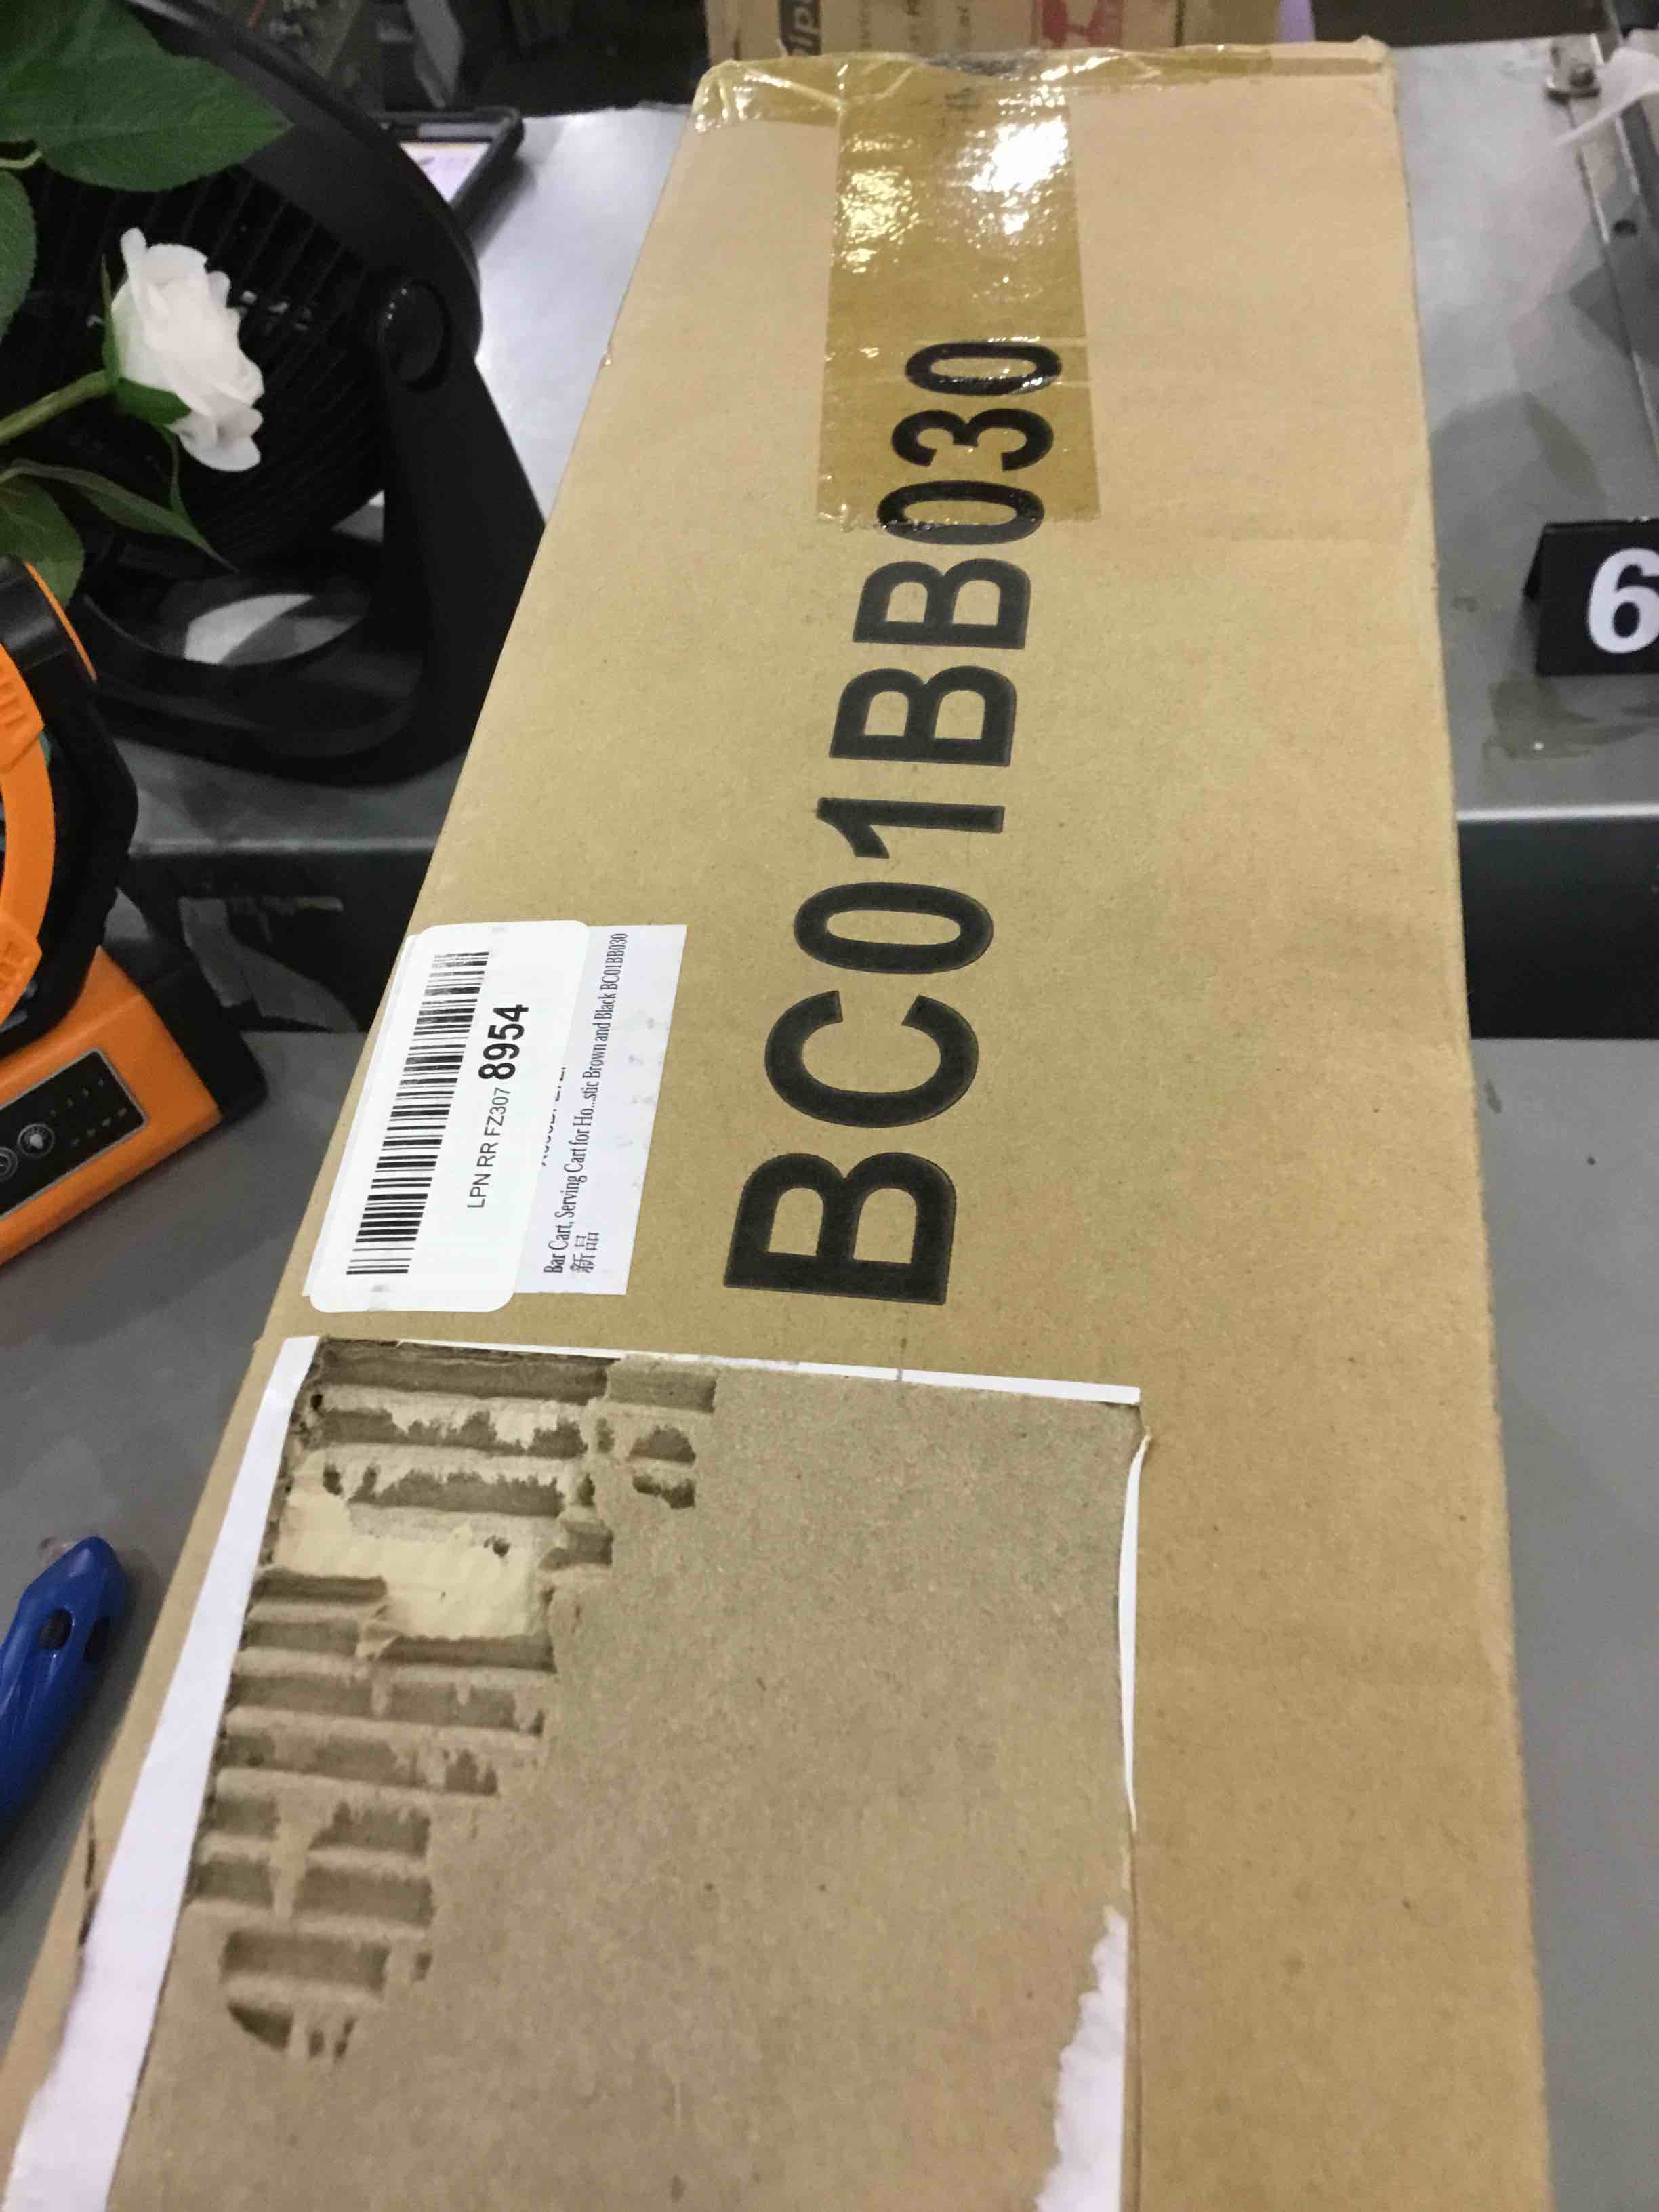 BC01BB030
LPN RR FZ307 8954
Bar Cart, Serving Cart for Ho...stic Brown and Black BC01BB030
新品
6